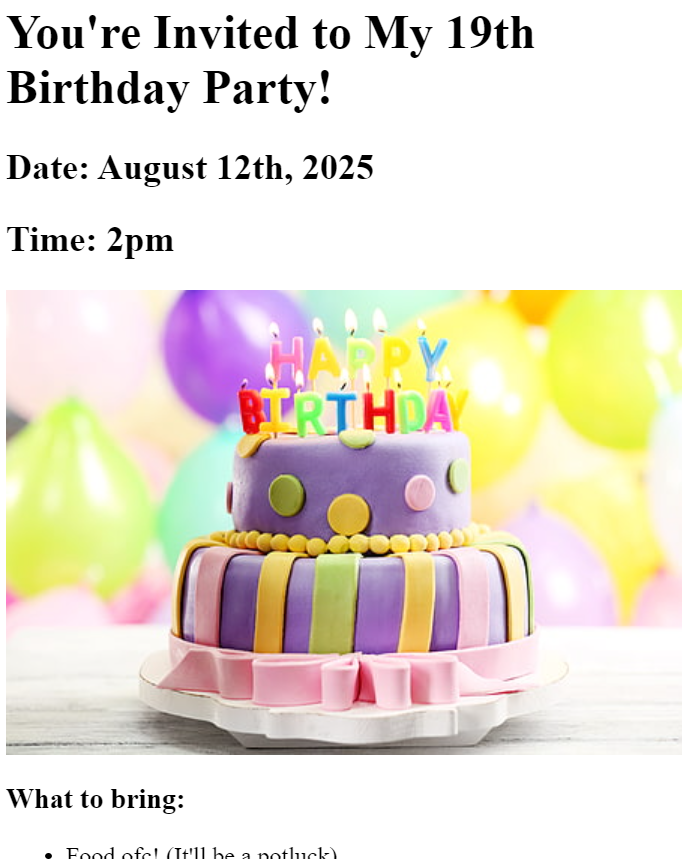 You're Invited to My 19th
Birthday Party!
Date: August 12th, 2025
Time: 2pm
HAPPY
BIRTHDAY
What to bring:
• Food ofc! (It'll be a potluck)